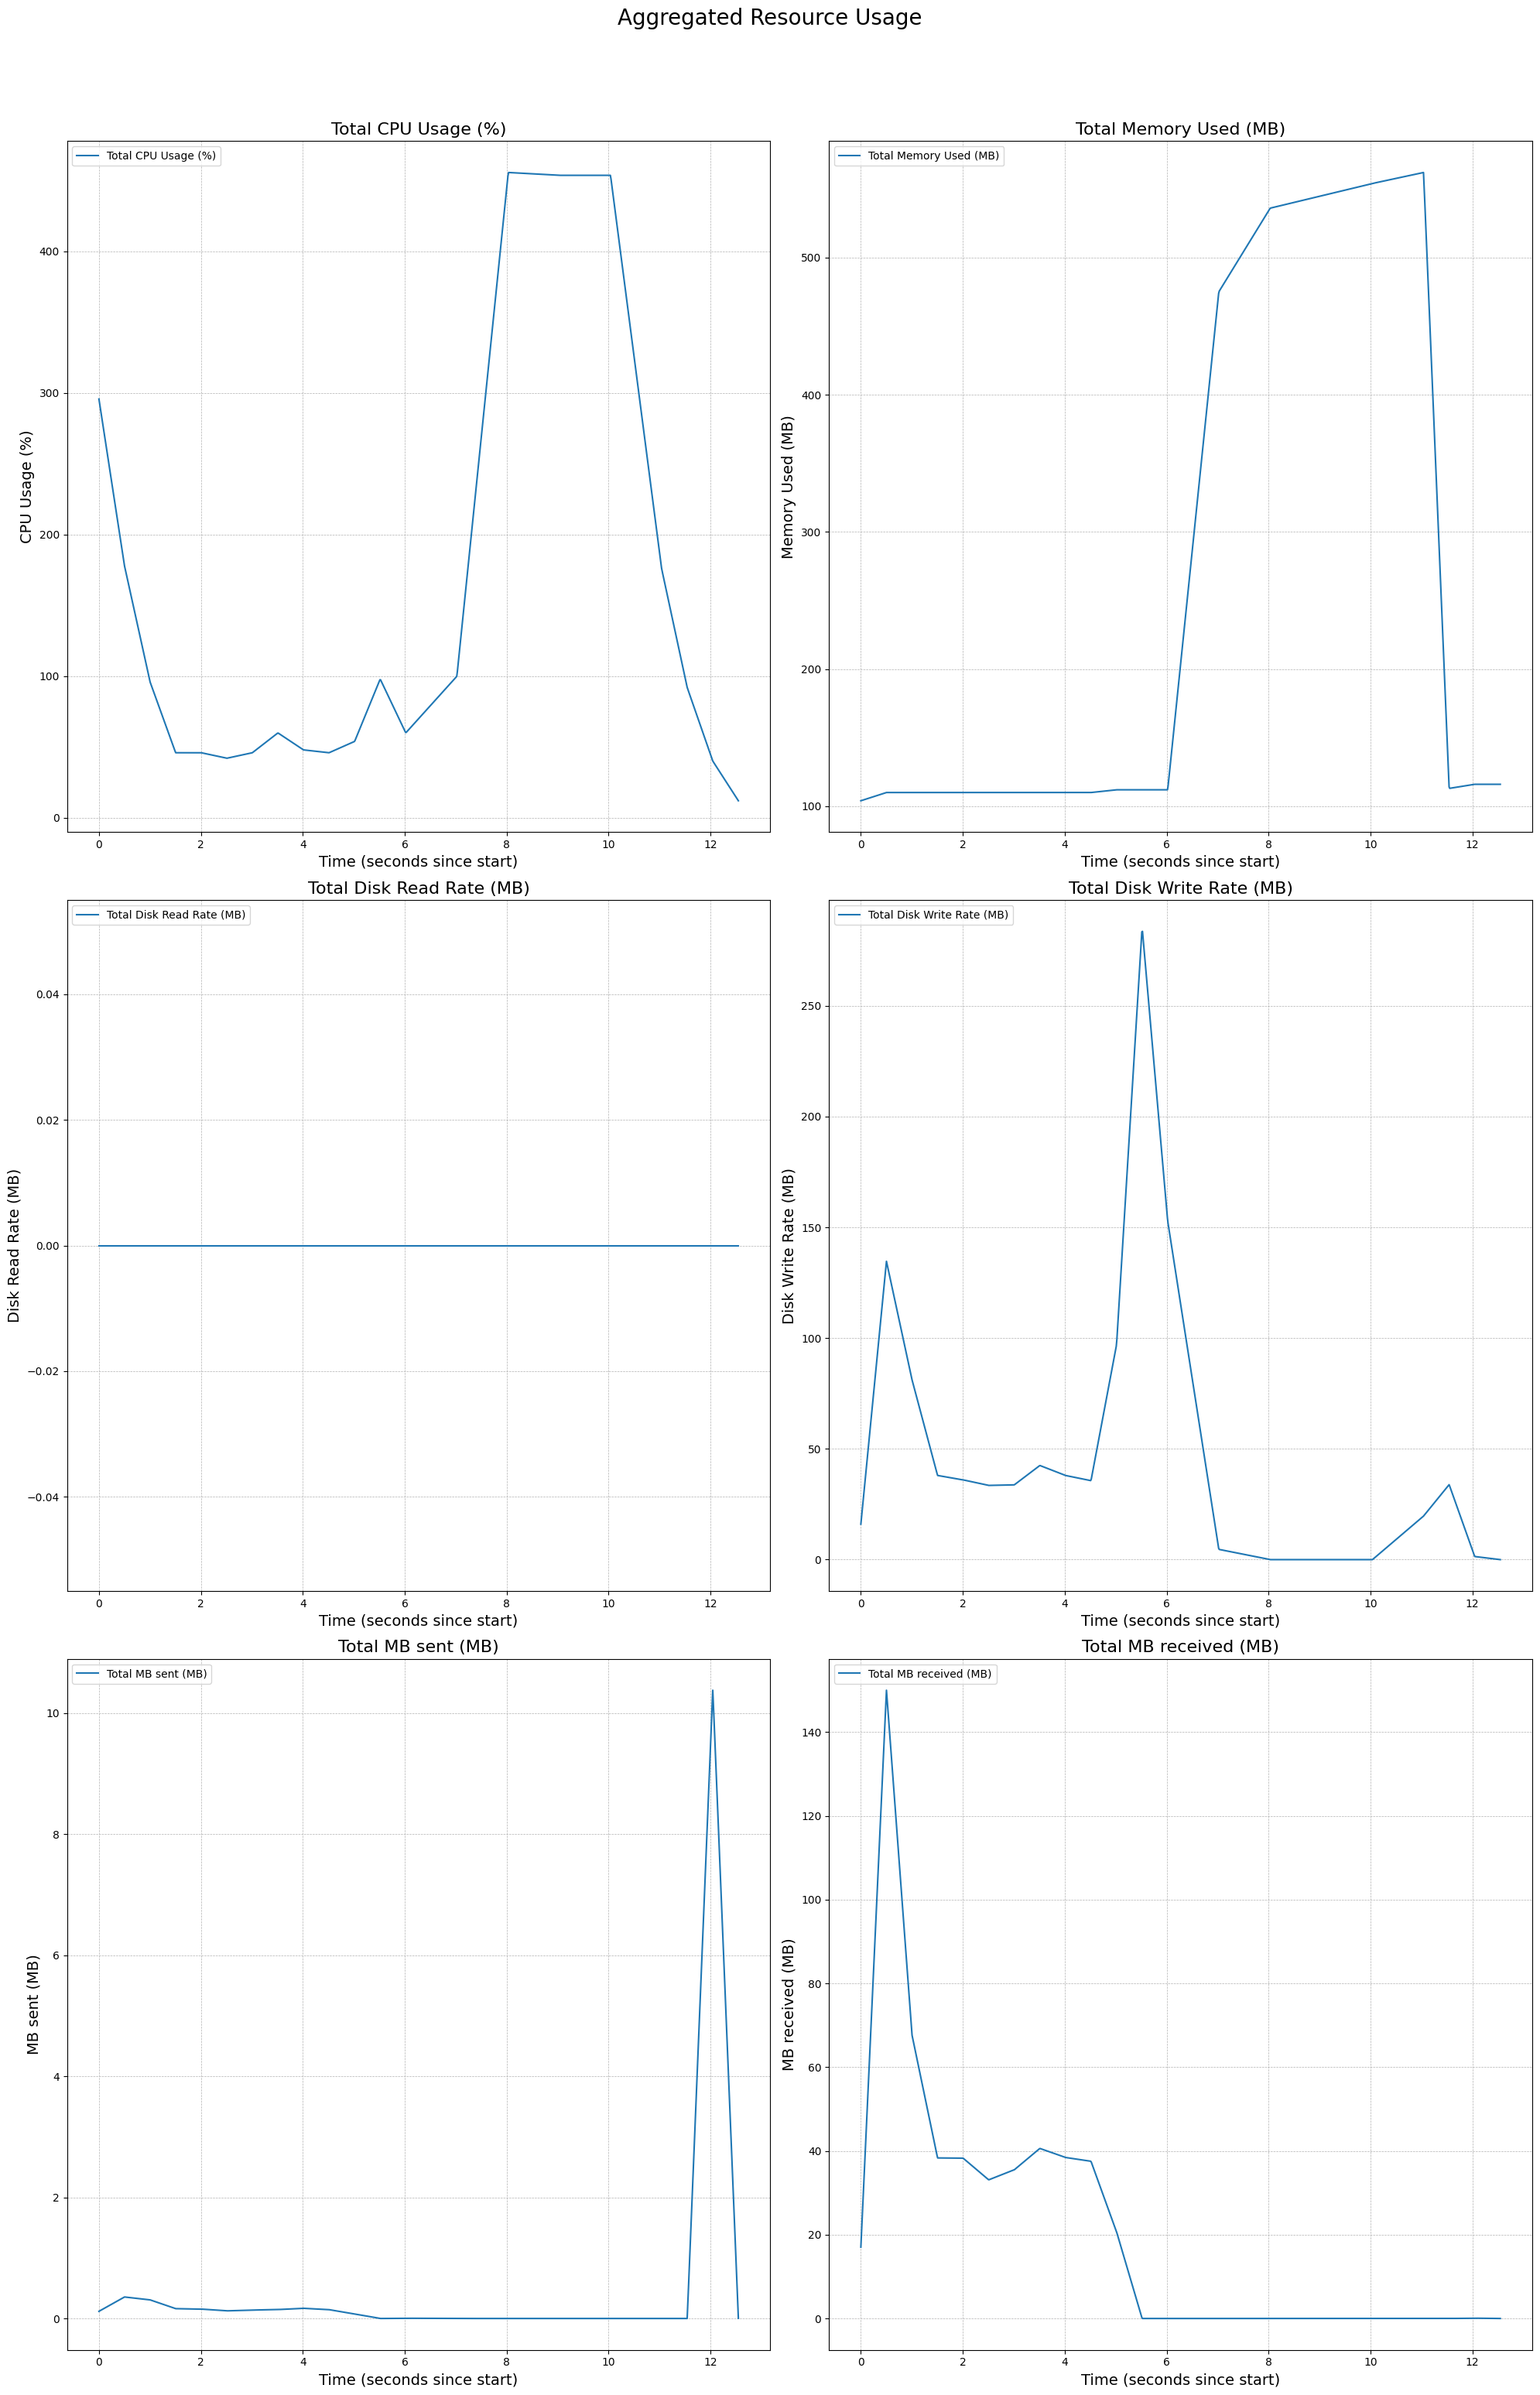 Aggregated Resource Usage
Total CPU Usage (%)
Total CPU Usage (%)
CPU Usage (%)
400
300
200
100
0
0 2 4 6 8 10 12
Time (seconds since start)
Total Memory Used (MB)
Total Memory Used (MB)
Memory Used (MB)
500
400
300
200
100
0 2 4 6 8 10 12
Time (seconds since start)
Total Disk Read Rate (MB)
Total Disk Read Rate (MB)
Disk Read Rate (MB)
0.04
0.02
0.00
−0.02
−0.04
0 2 4 6 8 10 12
Time (seconds since start)
Total Disk Write Rate (MB)
Total Disk Write Rate (MB)
Disk Write Rate (MB)
250
200
150
100
50
0
0 2 4 6 8 10 12
Time (seconds since start)
Total MB sent (MB)
Total MB sent (MB)
MB sent (MB)
10
8
6
4
2
0
0 2 4 6 8 10 12
Time (seconds since start)
Total MB received (MB)
Total MB received (MB)
MB received (MB)
140
120
100
80
60
40
20
0
0 2 4 6 8 10 12
Time (seconds since start)